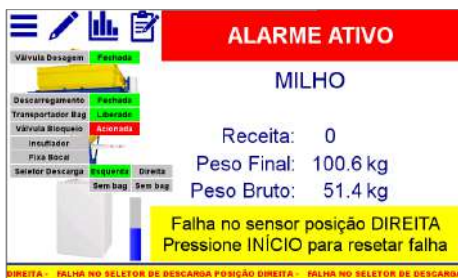 ALARME ATIVO
Válvula Dosagem Fechada
MILHO
Descarregamento Fechada
Transportador Bag Liberado
Válvula Bloqueio Acionada
Insuflador
Fixa Bocal
Seletor Descarga Esquerda Direita
Sem bag Sem bag
Receita: 0
Peso Final: 100.6 kg
Peso Bruto: 51.4 kg
Falha no sensor posição DIREITA
Pressione INÍCIO para resetar falha
DIREITA - FALHA NO SELETOR DE DESCARGA POSIÇÃO DIREITA - FALHA NO SELETOR DE DESCARGA